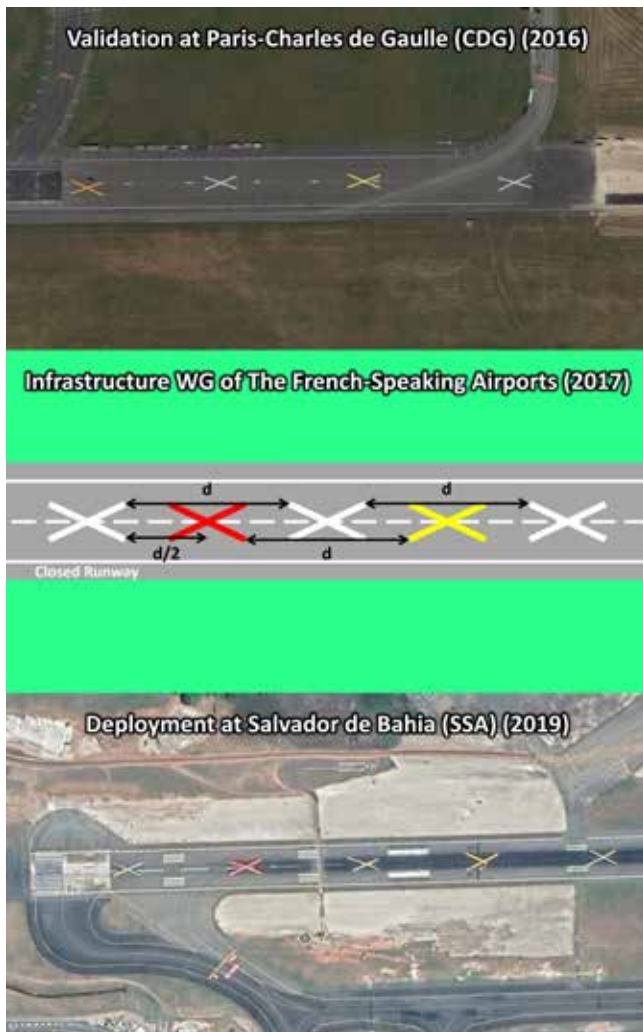 Validation at Paris-Charles de Gaulle (CDG) (2016)
Infrastructure WG of The French-Speaking Airports (2017)
d
d
d/2
d
Closed Runway
Deployment at Salvador de Bahia (SSA) (2019)